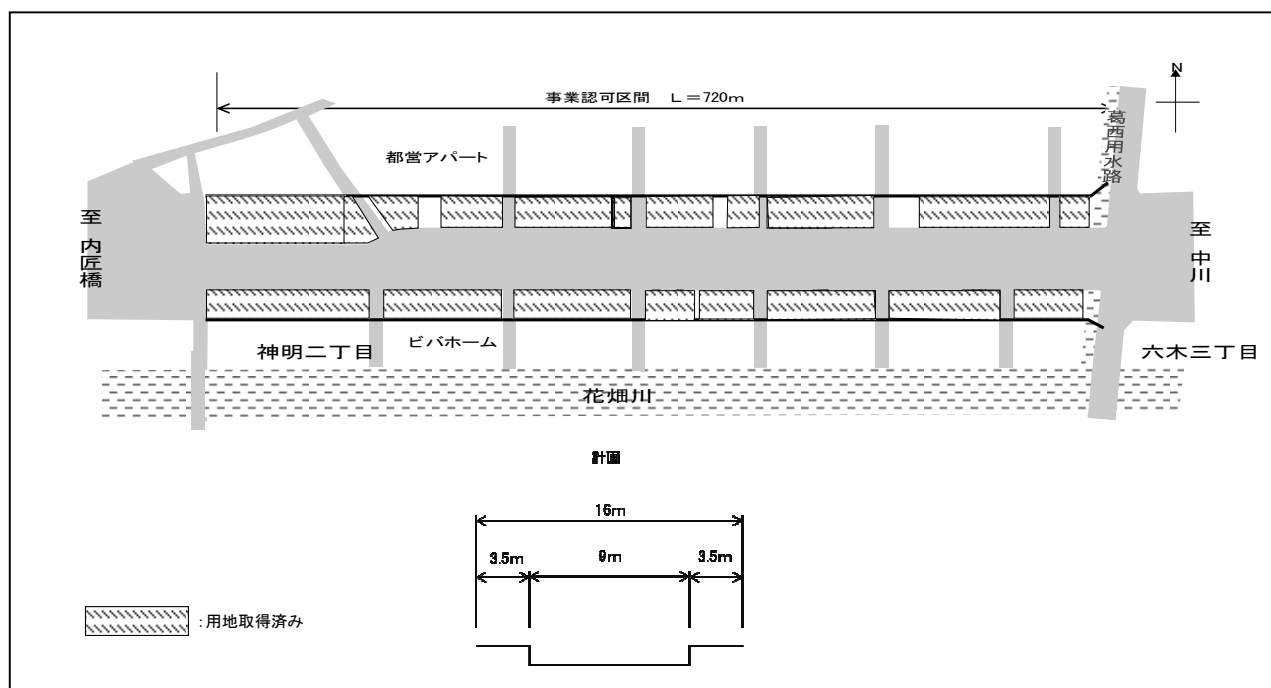 N
事業認可区間 L=720m
葛西用水路
都営アパート
至 内匠橋
至 中川
神明二丁目
ビバホーム
六木三丁目
花畑川
計画
16m
3.5m 9m 3.5m
:用地取得済み